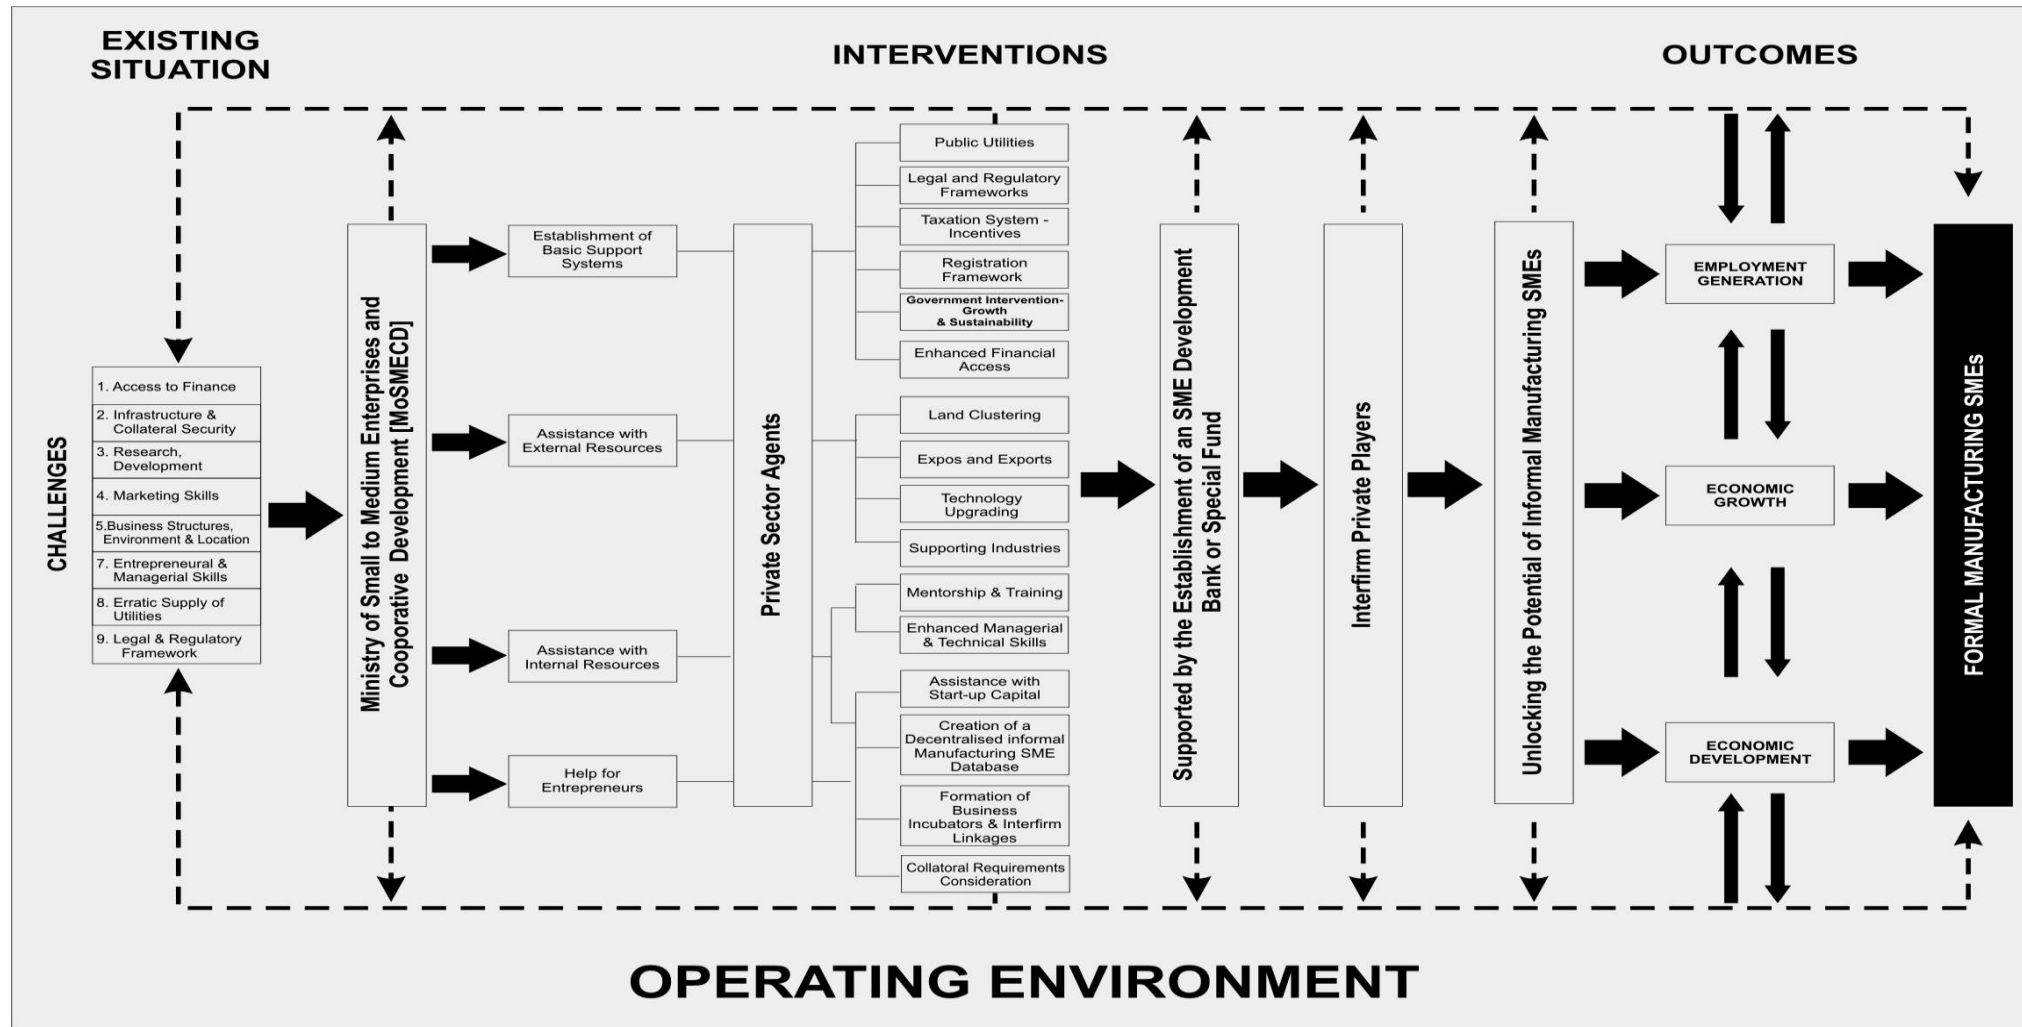 EXISTING
SITUATION
INTERVENTIONS
OUTCOMES
CHALLENGES
1. Access to Finance
2. Infrastructure &
Collateral Security
3. Research,
Development
4. Marketing Skills
5.Business Structures,
Environment & Location
7. Entrepreneural &
Managerial Skills
8. Erratic Supply of
Utilities
9. Legal & Regulatory
Framework
Ministry of Small to Medium Enterprises and
Cooperative Development [MoSMECD]
Establishment of
Basic Support
Systems
Assistance with
External Resources
Assistance with
Internal Resources
Help for
Entrepreneurs
Private Sector Agents
Public Utilities
Legal and Regulatory
Frameworks
Taxation System -
Incentives
Registration
Framework
Government Intervention-
Growth
& Sustainability
Enhanced Financial
Access
Land Clustering
Expos and Exports
Technology
Upgrading
Supporting Industries
Mentorship & Training
Enhanced Managerial
& Technical Skills
Assistance with
Start-up Capital
Creation of a
Decentralised informal
Manufacturing SME
Database
Formation of
Business
Incubators & Interfirm
Linkages
Collatoral Requirements
Consideration
Supported by the Establishment of an SME Development
Bank or Special Fund
Interfirm Private Players
Unlocking the Potential of Informal Manufacturing SMEs
EMPLOYMENT
GENERATION
ECONOMIC
GROWTH
ECONOMIC
DEVELOPMENT
FORMAL MANUFACTURING SMEs
OPERATING ENVIRONMENT